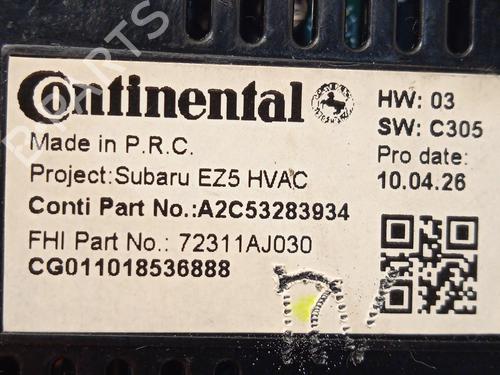 Continental
HW: 03
SW: C305
Made in P.R.C.
Pro date:
Project:Subaru EZ5 HVAC
10.04.26
Conti Part No.:A2C53283934
FHI Part No.: 72311AJ030
CG011018536888
B-PARTS